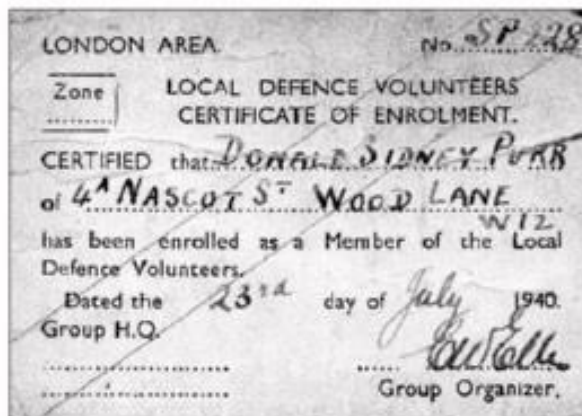 LONDON AREA. No. SP 128
Zone
LOCAL DEFENCE VOLUNTEERS
CERTIFICATE OF ENROLMENT.
CERTIFIED that DONALD SIDNEY PURR
of 4A NASCOT ST WOOD LANE
W12
has been enrolled as a Member of the Local
Defence Volunteers.
Dated the 23rd day of July 1940.
Group H.Q.
Group Organizer.